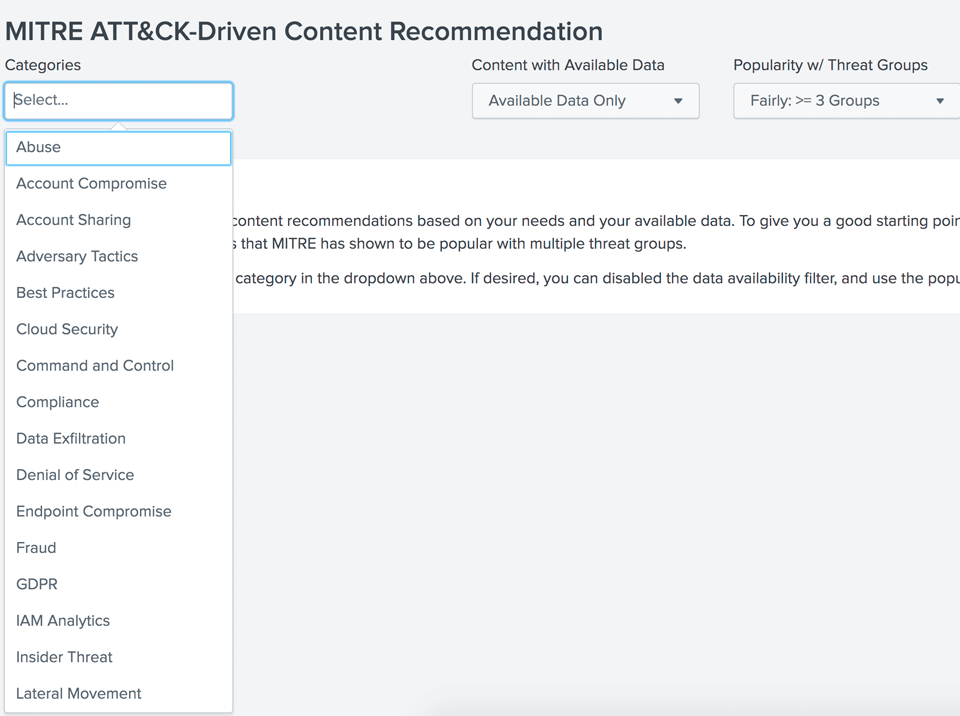 MITRE ATT&CK-Driven Content Recommendation
Categories
Content with Available Data
Popularity w/ Threat Groups
Select...
Available Data Only
Fairly: >= 3 Groups
Abuse
Account Compromise
Account Sharing
Adversary Tactics
Best Practices
Cloud Security
Command and Control
Compliance
Data Exfiltration
Denial of Service
Endpoint Compromise
Fraud
GDPR
IAM Analytics
Insider Threat
Lateral Movement
content recommendations based on your needs and your available data. To give you a good starting
that MITRE has shown to be popular with multiple threat groups.
category in the dropdown above. If desired, you can disabled the data availability filter, and use the